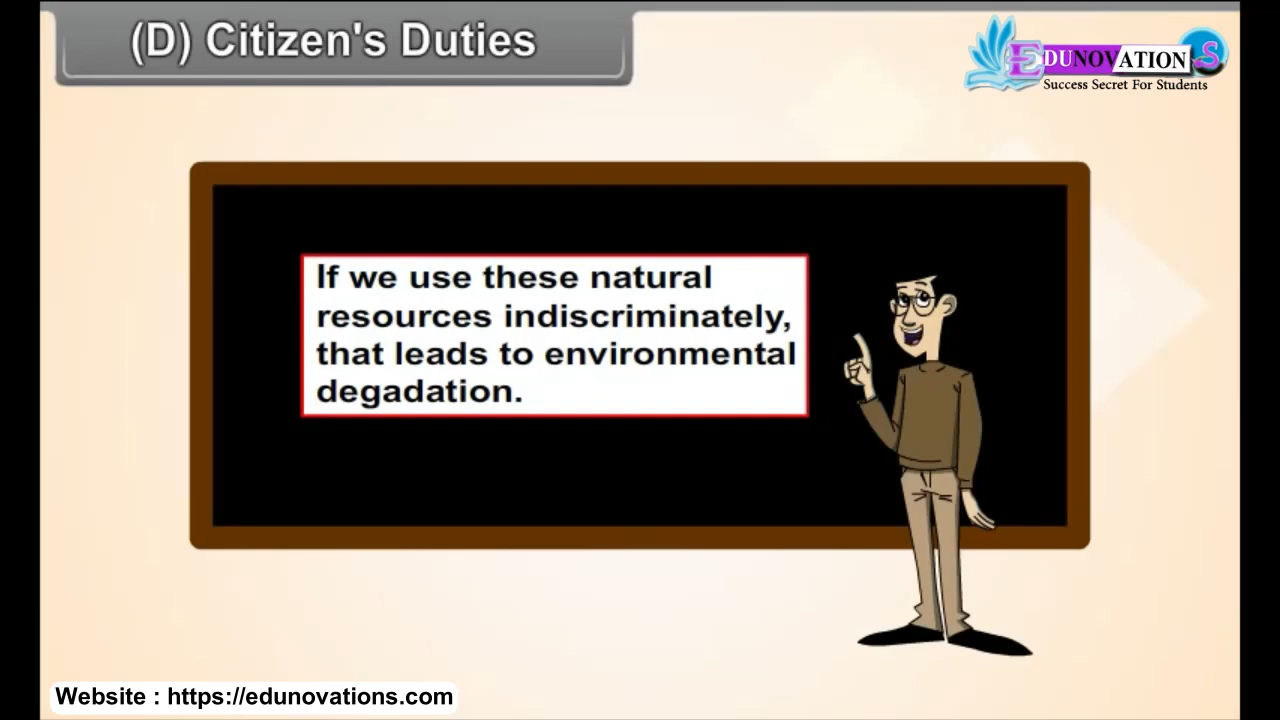 (D) Citizen's Duties
EDUNOVATION S
Success Secret For Students
If we use these natural
resources indiscriminately,
that leads to environmental
degadation.
Website : https://edunovations.com